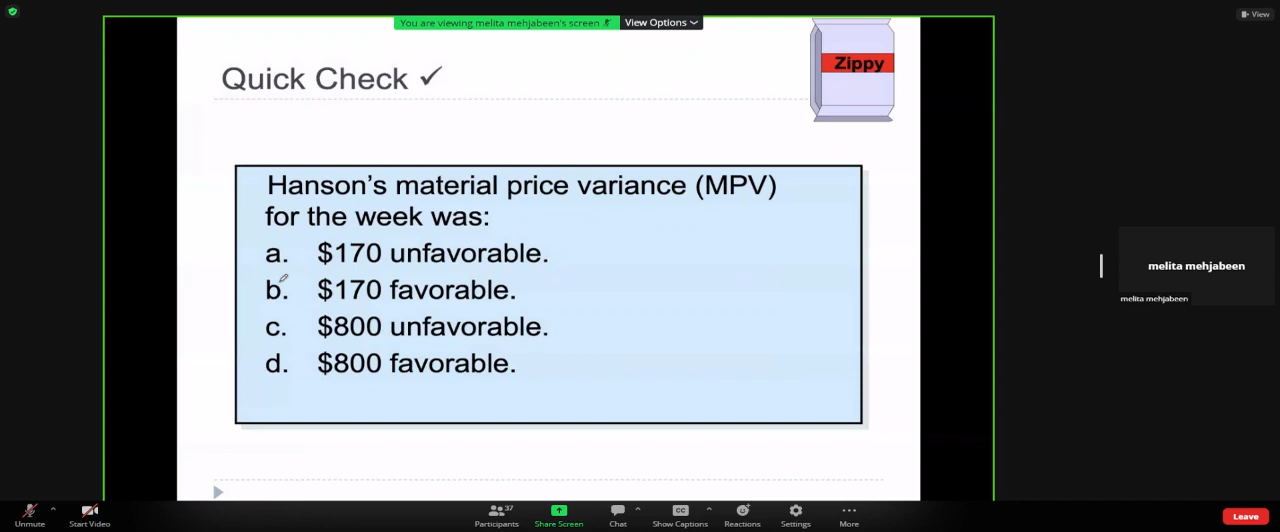 You are viewing melita mehjabeen's screen
View Options
View
Zippy
Quick Check ✓
Hanson's material price variance (MPV)
for the week was:
a. $170 unfavorable.
b. $170 favorable.
c. $800 unfavorable.
d. $800 favorable.
melita mehjabeen
melita mehjabeen
Unmute
Start Video
37
Participants
Share Screen
Chat
CC
Show Captions
Reactions
Settings
More
Leave